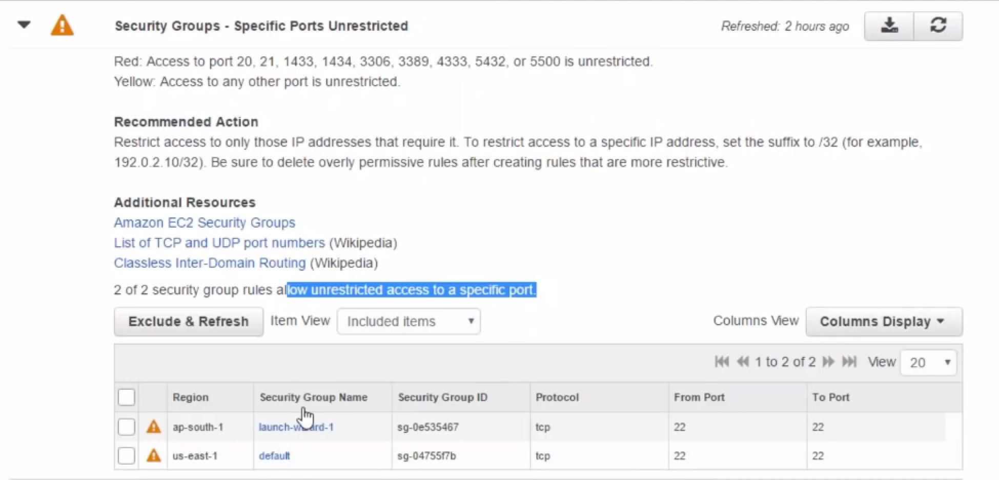 Security Groups - Specific Ports Unrestricted
Refreshed: 2 hours ago
Red: Access to port 20, 21, 1433, 1434, 3306, 3389, 4333, 5432, or 5500 is unrestricted.
Yellow: Access to any other port is unrestricted.
Recommended Action
Restrict access to only those IP addresses that require it. To restrict access to a specific IP address, set the suffix to /32 (for example,
192.0.2.10/32). Be sure to delete overly permissive rules after creating rules that are more restrictive.
Additional Resources
Amazon EC2 Security Groups
List of TCP and UDP port numbers (Wikipedia)
Classless Inter-Domain Routing (Wikipedia)
2 of 2 security group rules allow unrestricted access to a specific port.
Exclude & Refresh Item View Included items Columns View Columns Display
1 to 2 of 2 View 20
Region Security Group Name Security Group ID Protocol From Port To Port
ap-south-1 launch-wizard-1 sg-0e535467 tcp 22 22
us-east-1 default sg-04755f7b tcp 22 22